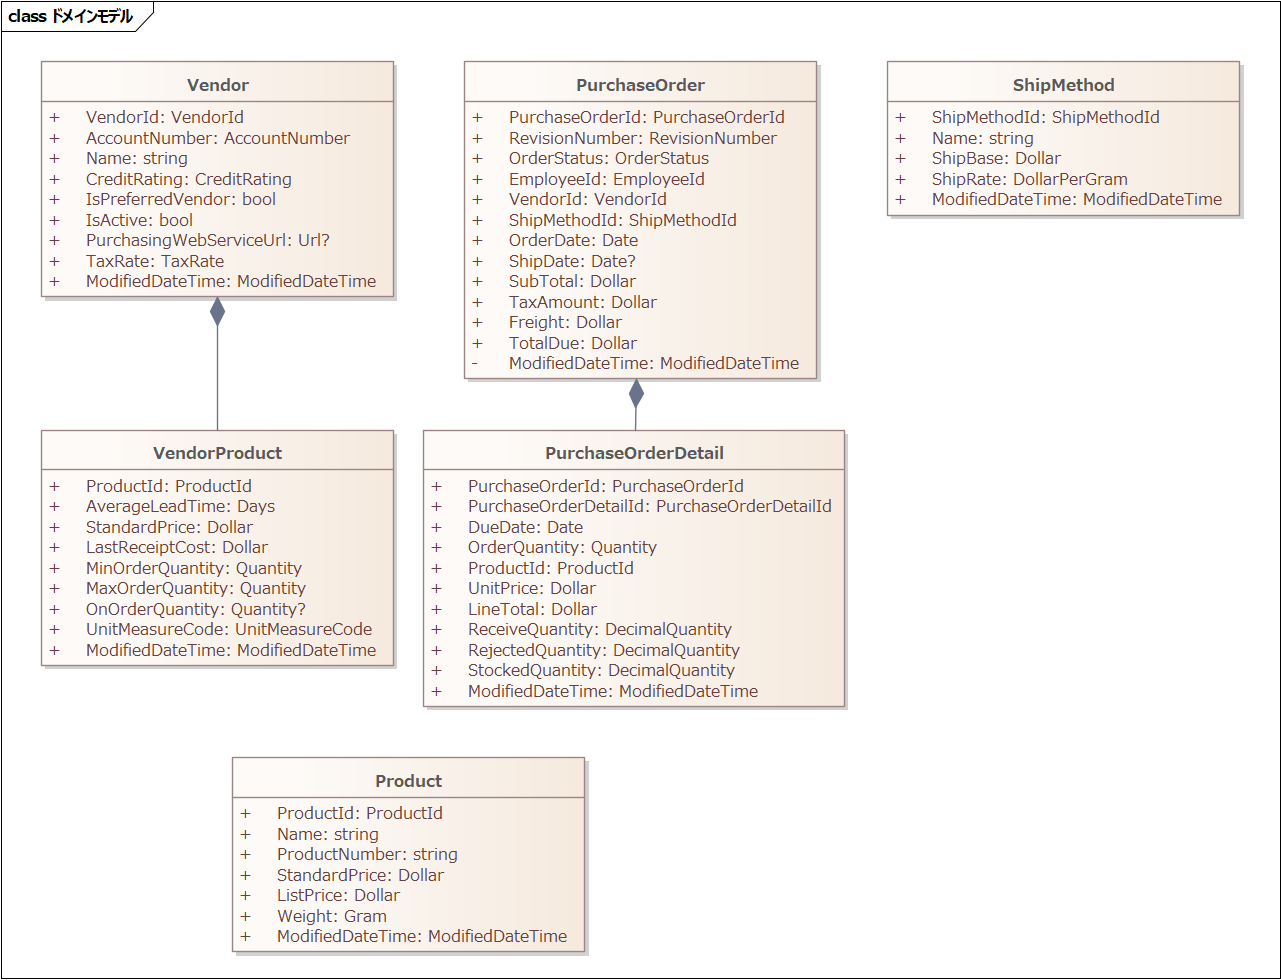 class ドメインモデル
Vendor
+ VendorId: VendorId
+ AccountNumber: AccountNumber
+ Name: string
+ CreditRating: CreditRating
+ IsPreferredVendor: bool
+ IsActive: bool
+ PurchasingWebServiceUrl: Url?
+ TaxRate: TaxRate
+ ModifiedDateTime: ModifiedDateTime
PurchaseOrder
+ PurchaseOrderId: PurchaseOrderId
+ RevisionNumber: RevisionNumber
+ OrderStatus: OrderStatus
+ EmployeeId: EmployeeId
+ VendorId: VendorId
+ ShipMethodId: ShipMethodId
+ OrderDate: Date
+ ShipDate: Date?
+ SubTotal: Dollar
+ TaxAmount: Dollar
+ Freight: Dollar
+ TotalDue: Dollar
- ModifiedDateTime: ModifiedDateTime
ShipMethod
+ ShipMethodId: ShipMethodId
+ Name: string
+ ShipBase: Dollar
+ ShipRate: DollarPerGram
+ ModifiedDateTime: ModifiedDateTime
VendorProduct
+ ProductId: ProductId
+ AverageLeadTime: Days
+ StandardPrice: Dollar
+ LastReceiptCost: Dollar
+ MinOrderQuantity: Quantity
+ MaxOrderQuantity: Quantity
+ OnOrderQuantity: Quantity?
+ UnitMeasureCode: UnitMeasureCode
+ ModifiedDateTime: ModifiedDateTime
PurchaseOrderDetail
+ PurchaseOrderId: PurchaseOrderId
+ PurchaseOrderDetailId: PurchaseOrderDetailId
+ DueDate: Date
+ OrderQuantity: Quantity
+ ProductId: ProductId
+ UnitPrice: Dollar
+ LineTotal: Dollar
+ ReceiveQuantity: DecimalQuantity
+ RejectedQuantity: DecimalQuantity
+ StockedQuantity: DecimalQuantity
+ ModifiedDateTime: ModifiedDateTime
Product
+ ProductId: ProductId
+ Name: string
+ ProductNumber: string
+ StandardPrice: Dollar
+ ListPrice: Dollar
+ Weight: Gram
+ ModifiedDateTime: ModifiedDateTime